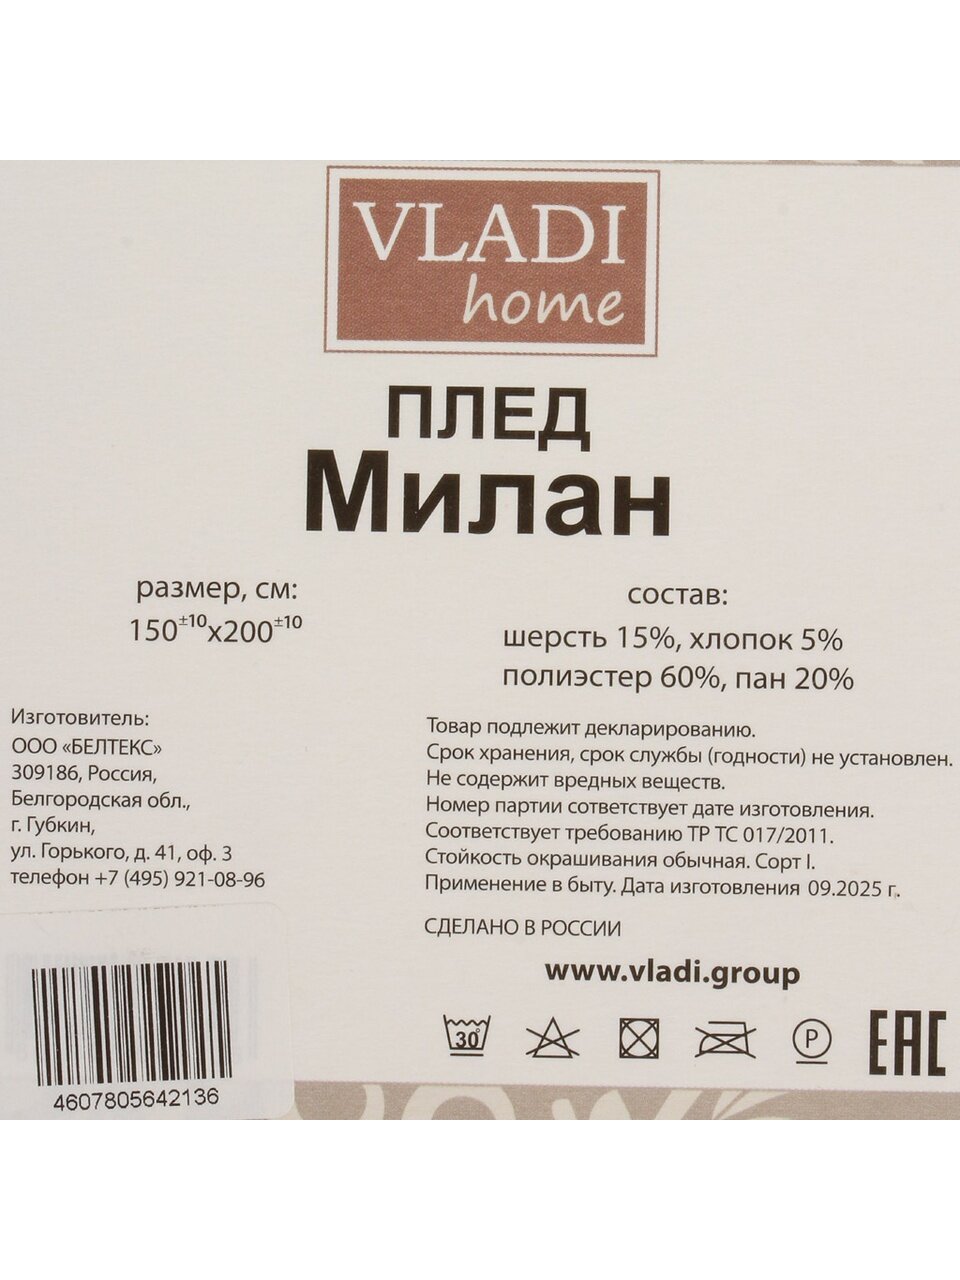 VLADI
home
ПЛЕД
Милан
размер, см:
150±10х200±10
состав:
шерсть 15%, хлопок 5%
полиэстер 60%, пан 20%
Изготовитель:
ООО «БЕЛТЕКС»
309186, Россия,
Белгородская обл.,
г. Губкин,
ул. Горького, д. 41, оф. 3
телефон +7 (495) 921-08-96
Товар подлежит декларированию.
Срок хранения, срок службы (годности) не установлен.
Не содержит вредных веществ.
Номер партии сответствует дате изготовления.
Соответствует требованию ТР ТС 017/2011.
Стойкость окрашивания обычная. Сорт I.
Применение в быту. Дата изготовления 09.2025 г.
СДЕЛАНО В РОССИИ
www.vladi.group
30°
P
EAC
4607805642136